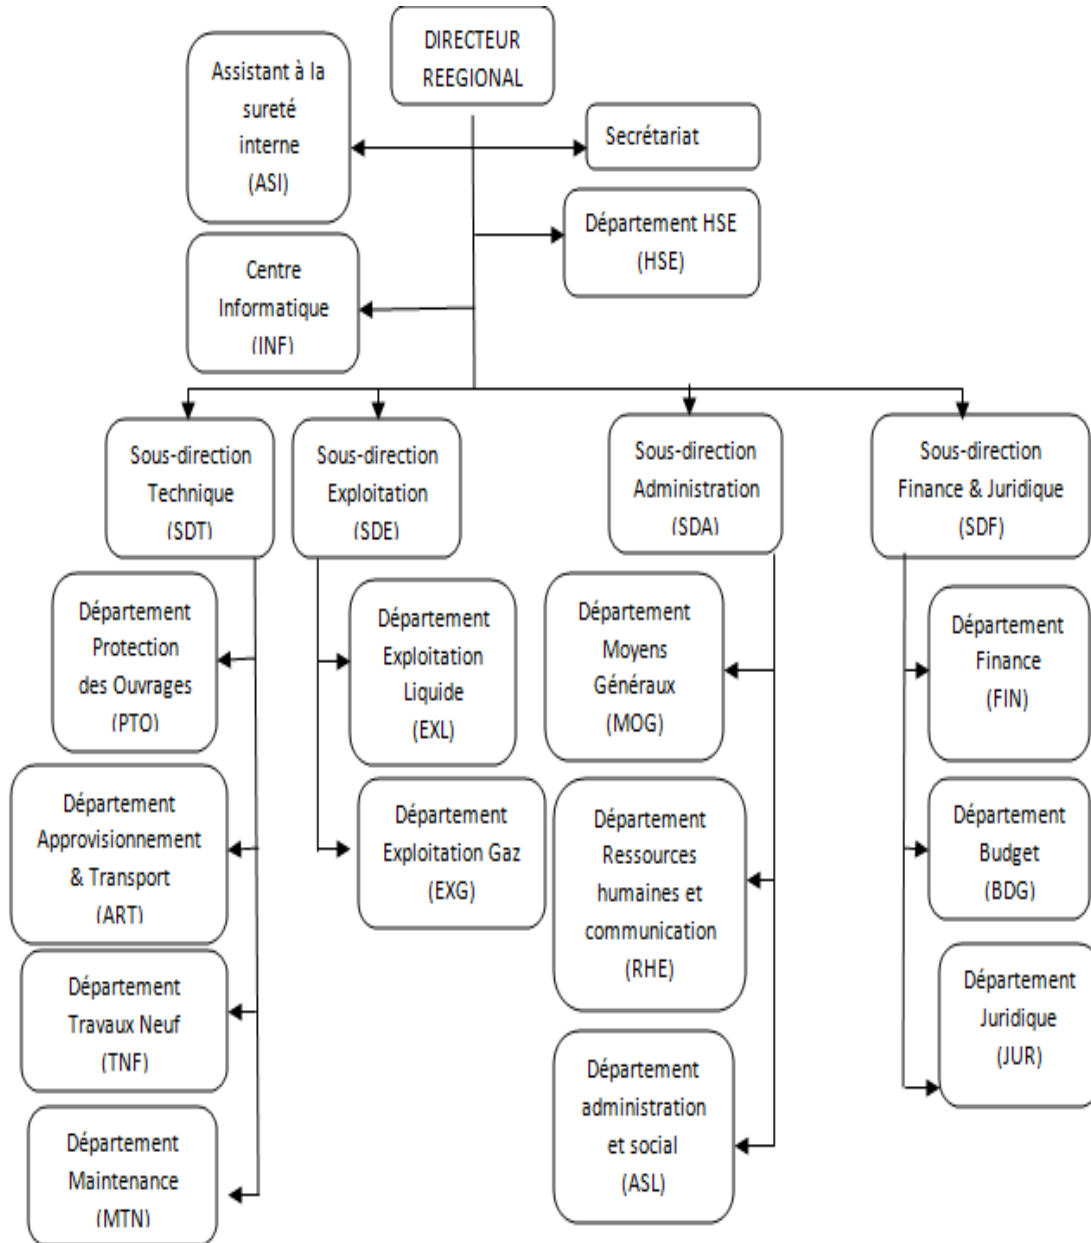 DIRECTEUR
REEGIONAL
Assistant à la
sureté
interne
(ASI)
Secrétariat
Département HSE
(HSE)
Centre
Informatique
(INF)
Sous-direction
Technique
(SDT)
Sous-direction
Exploitation
(SDE)
Sous-direction
Administration
(SDA)
Sous-direction
Finance & Juridique
(SDF)
Département
Protection
des Ouvrages
(PTO)
Département
Approvisionnement
& Transport
(ART)
Département
Travaux Neuf
(TNF)
Département
Maintenance
(MTN)
Département
Exploitation
Liquide
(EXL)
Département
Exploitation Gaz
(EXG)
Département
Moyens
Généraux
(MOG)
Département
Ressources
humaines et
communication
(RHE)
Département
administration
et social
(ASL)
Département
Finance
(FIN)
Département
Budget
(BDG)
Département
Juridique
(JUR)